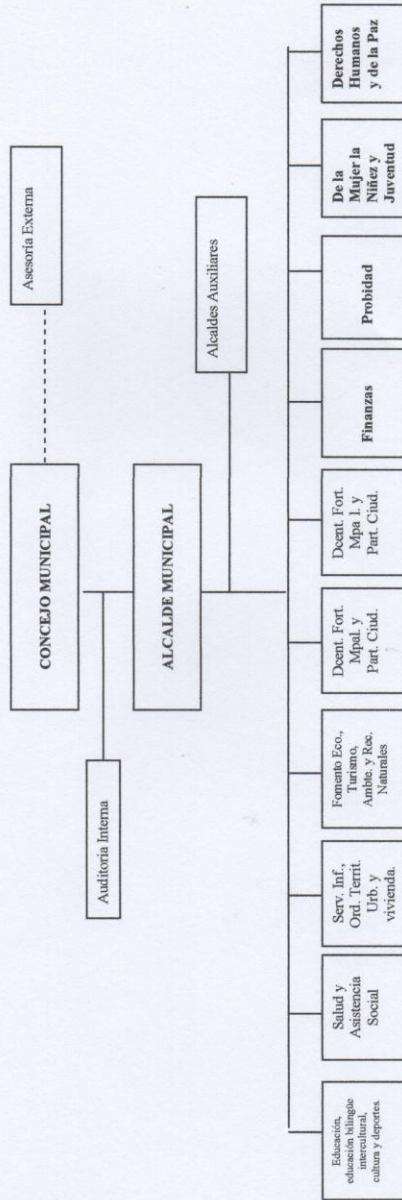 Asesoría Externa
CONCEJO MUNICIPAL
Auditoria Interna
ALCALDE MUNICIPAL
Alcaldes Auxiliares
Educación,
educación bilingüe
intercultural,
cultura y deportes
Salud y
Asistencia
Social
Serv. Inf.,
Ord. Territ.
Urb. y
vivienda.
Fomento Eco.,
Turismo,
Ambte. y Rec.
Naturales
Dcent. Fort.
Mpal. y
Part. Ciud.
Dcent. Fort.
Mpa l. y
Part. Ciud.
Finanzas
Probidad
De la
Mujer la
Niñez y
Juventud
Derechos
Humanos
y de la Paz